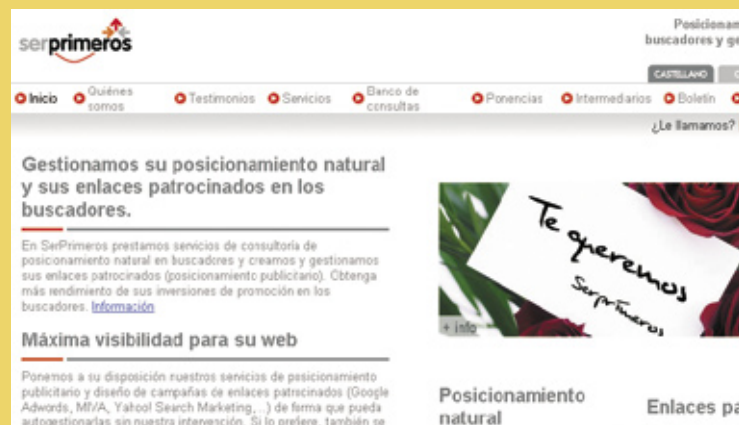 serprimeros
Posicionam
buscadores y ge
CASTELLANO
Inicio
Quiénes
somos
Testimonios
Servicios
Banco de
consultas
Ponencias
Intermediarios
Boletín
¿Le llamamos?
Gestionamos su posicionamiento natural
y sus enlaces patrocinados en los
buscadores.
En SerPrimeros prestamos servicios de consultoría de
posicionamiento natural en buscadores y creamos y gestionamos
sus enlaces patrocinados (posicionamiento publicitario). Obtenga
más rendimiento de sus inversiones de promoción en los
buscadores. Información
Te queremos
Serprimeros
+ info
Máxima visibilidad para su web
Ponemos a su disposición nuestros servicios de posicionamiento
publicitario y diseño de campañas de enlaces patrocinados (Google
Adwords, MIVA, Yahoo! Search Marketing,...) de forma que pueda
autogestionarlas sin nuestra intervención. Si lo prefiere, también se
Posicionamiento
natural
Enlaces pa